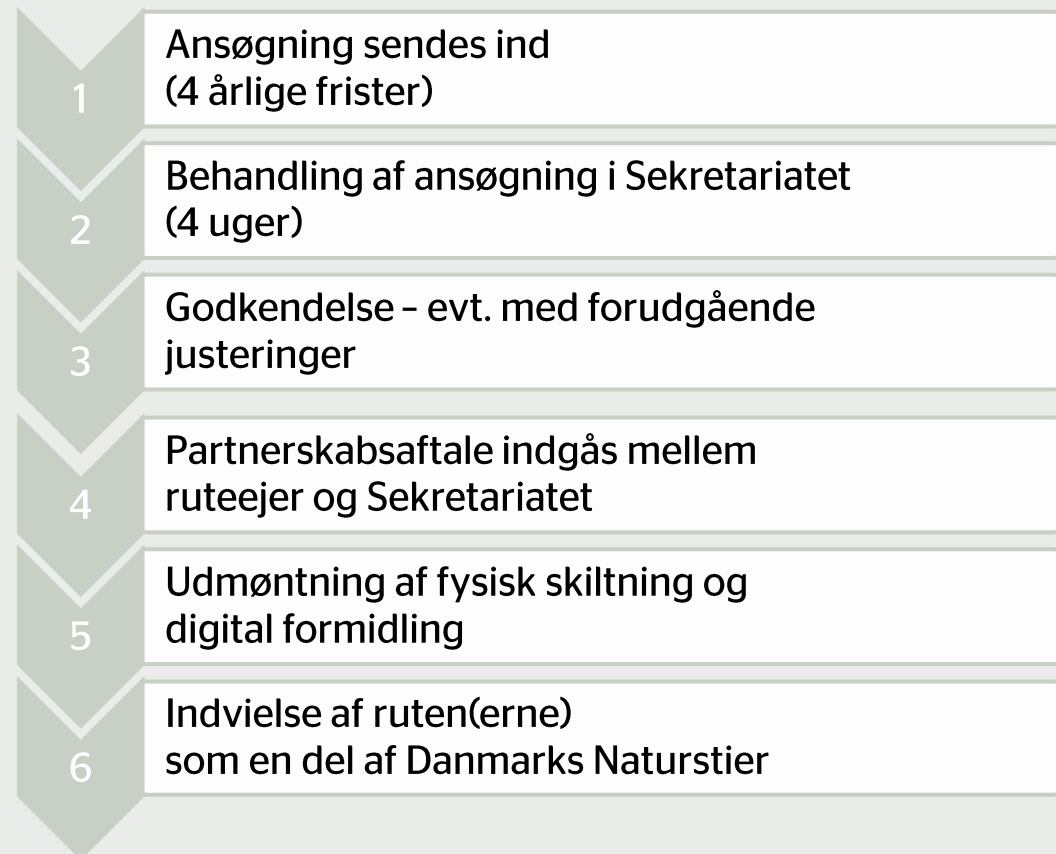 1
Ansøgning sendes ind
(4 årlige frister)
2
Behandling af ansøgning i Sekretariatet
(4 uger)
3
Godkendelse – evt. med forudgående
justeringer
4
Partnerskabsaftale indgås mellem
ruteejer og Sekretariatet
5
Udmøntning af fysisk skiltning og
digital formidling
6
Indvielse af ruten(erne)
som en del af Danmarks Naturstier